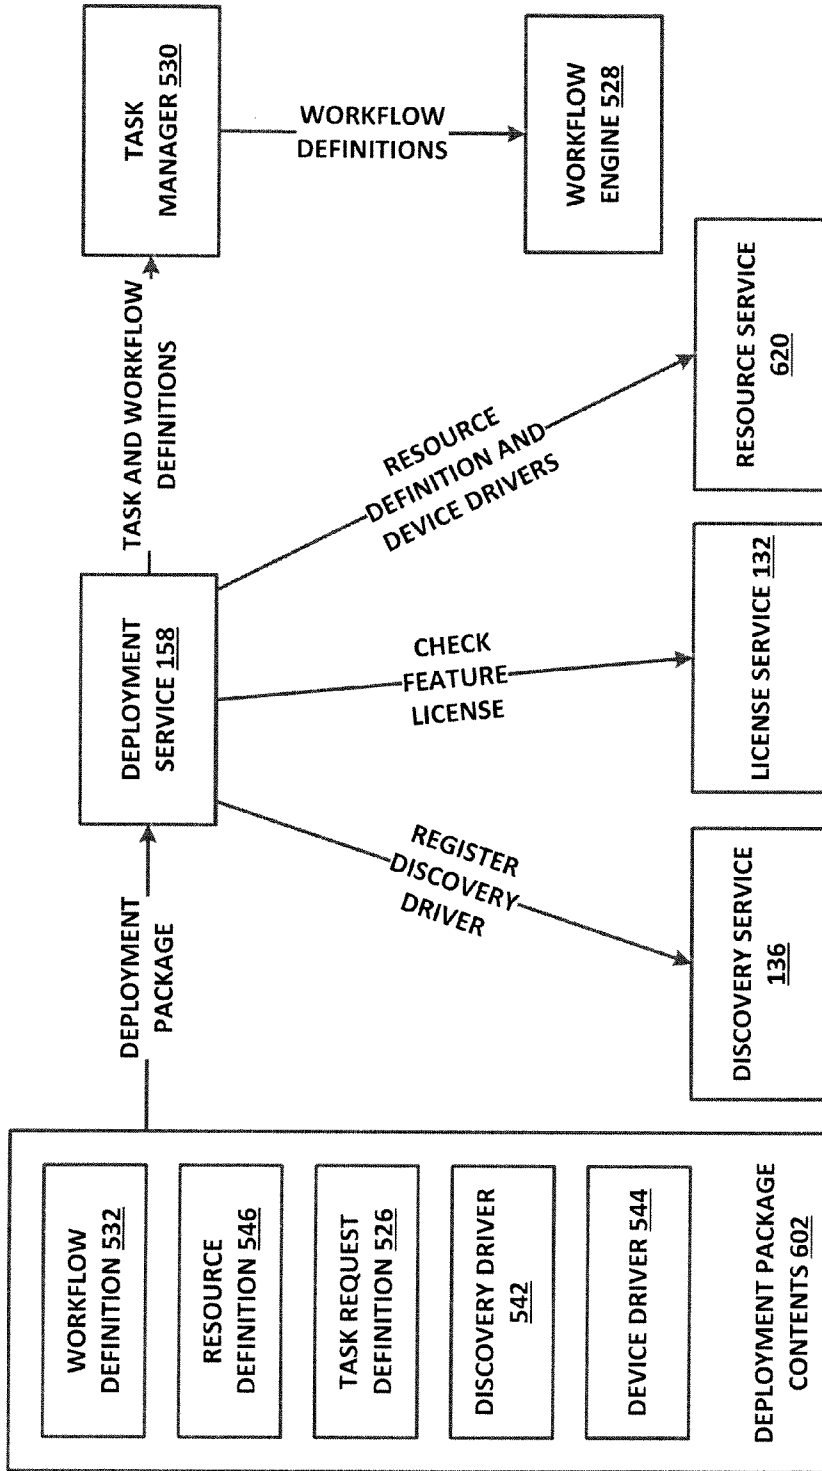 WORKFLOW
DEFINITION 532
RESOURCE
DEFINITION 546
TASK REQUEST
DEFINITION 526
DISCOVERY DRIVER
542
DEVICE DRIVER 544
DEPLOYMENT PACKAGE
CONTENTS 602
DEPLOYMENT
PACKAGE
DEPLOYMENT
SERVICE 158
TASK AND WORKFLOW
DEFINITIONS
TASK
MANAGER 530
WORKFLOW
DEFINITIONS
WORKFLOW
ENGINE 528
REGISTER
DISCOVERY
DRIVER
CHECK
FEATURE
LICENSE
RESOURCE
DEFINITION AND
DEVICE DRIVERS
DISCOVERY SERVICE
136
LICENSE SERVICE 132
RESOURCE SERVICE
620